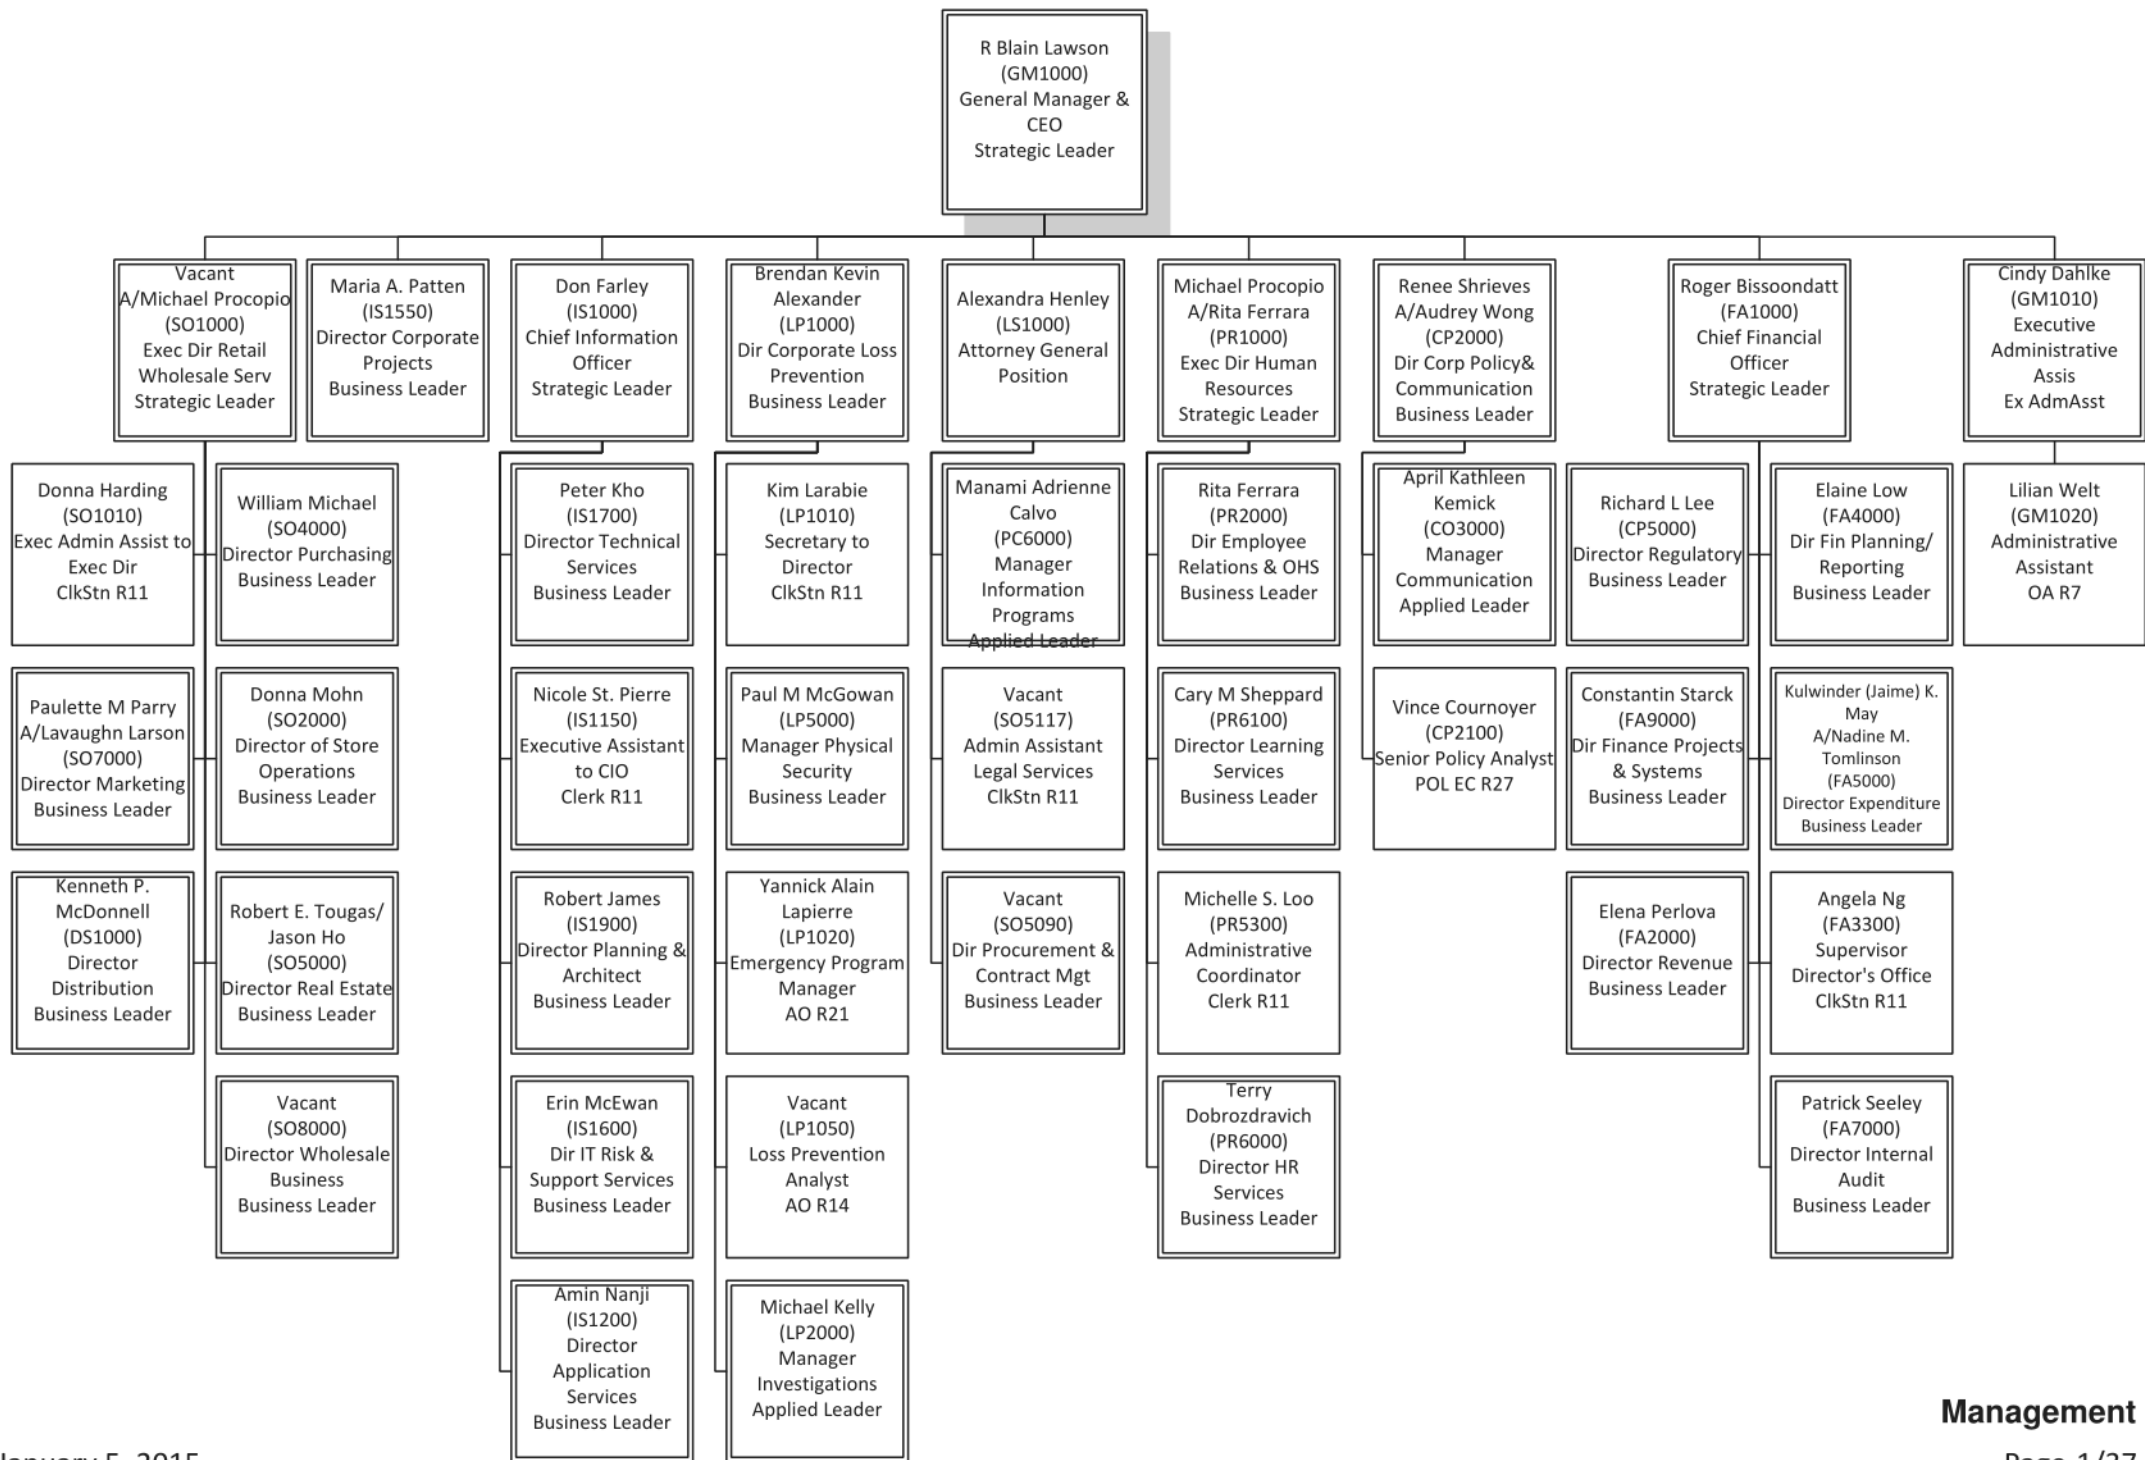 R Blain Lawson
(GM1000)
General Manager &
CEO
Strategic Leader
Vacant
A/Michael Procopio
(SO1000)
Exec Dir Retail
Wholesale Serv
Strategic Leader
Maria A. Patten
(IS1550)
Director Corporate
Projects
Business Leader
Don Farley
(IS1000)
Chief Information
Officer
Strategic Leader
Brendan Kevin
Alexander
(LP1000)
Dir Corporate Loss
Prevention
Business Leader
Alexandra Henley
(LS1000)
Attorney General
Position
Michael Procopio
A/Rita Ferrara
(PR1000)
Exec Dir Human
Resources
Strategic Leader
Renee Shrieves
A/Audrey Wong
(CP2000)
Dir Corp Policy&
Communication
Business Leader
Roger Bissoondatt
(FA1000)
Chief Financial
Officer
Strategic Leader
Cindy Dahlke
(GM1010)
Executive
Administrative
Assis
Ex AdmAsst
Donna Harding
(SO1010)
Exec Admin Assist to
Exec Dir
ClkStn R11
William Michael
(SO4000)
Director Purchasing
Business Leader
Peter Kho
(IS1700)
Director Technical
Services
Business Leader
Kim Larabie
(LP1010)
Secretary to
Director
ClkStn R11
Manami Adrienne
Calvo
(PC6000)
Manager
Information
Programs
Applied Leader
Rita Ferrara
(PR2000)
Dir Employee
Relations & OHS
Business Leader
April Kathleen
Kemick
(CO3000)
Manager
Communication
Applied Leader
Richard L Lee
(CP5000)
Director Regulatory
Business Leader
Elaine Low
(FA4000)
Dir Fin Planning/
Reporting
Business Leader
Lilian Welt
(GM1020)
Administrative
Assistant
OA R7
Paulette M Parry
A/Lavaughn Larson
(SO7000)
Director Marketing
Business Leader
Donna Mohn
(SO2000)
Director of Store
Operations
Business Leader
Nicole St. Pierre
(IS1150)
Executive Assistant
to CIO
Clerk R11
Paul M McGowan
(LP5000)
Manager Physical
Security
Business Leader
Vacant
(SO5117)
Admin Assistant
Legal Services
ClkStn R11
Cary M Sheppard
(PR6100)
Director Learning
Services
Business Leader
Vince Cournoyer
(CP2100)
Senior Policy Analyst
POL EC R27
Constantin Starck
(FA9000)
Dir Finance Projects
& Systems
Business Leader
Kulwinder (Jaime) K.
May
A/Nadine M.
Tomlinson
(FA5000)
Director Expenditure
Business Leader
Kenneth P.
McDonnell
(DS1000)
Director
Distribution
Business Leader
Robert E. Tougas/
Jason Ho
(SO5000)
Director Real Estate
Business Leader
Robert James
(IS1900)
Director Planning &
Architect
Business Leader
Yannick Alain
Lapierre
(LP1020)
Emergency Program
Manager
AO R21
Vacant
(SO5090)
Dir Procurement &
Contract Mgt
Business Leader
Michelle S. Loo
(PR5300)
Administrative
Coordinator
Clerk R11
Elena Perlova
(FA2000)
Director Revenue
Business Leader
Angela Ng
(FA3300)
Supervisor
Director's Office
ClkStn R11
Vacant
(SO8000)
Director Wholesale
Business
Business Leader
Erin McEwan
(IS1600)
Dir IT Risk &
Support Services
Business Leader
Vacant
(LP1050)
Loss Prevention
Analyst
AO R14
Terry
Dobrozdravich
(PR6000)
Director HR
Services
Business Leader
Patrick Seeley
(FA7000)
Director Internal
Audit
Business Leader
Amin Nanji
(IS1200)
Director
Application
Services
Business Leader
Michael Kelly
(LP2000)
Manager
Investigations
Applied Leader
Management
January 5, 2015
Page 1/37